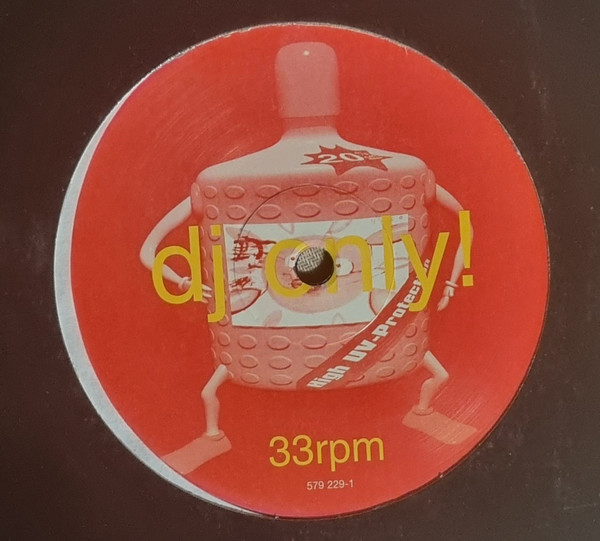 20%
dj only!
High UV-Protect
33rpm
579 229-1